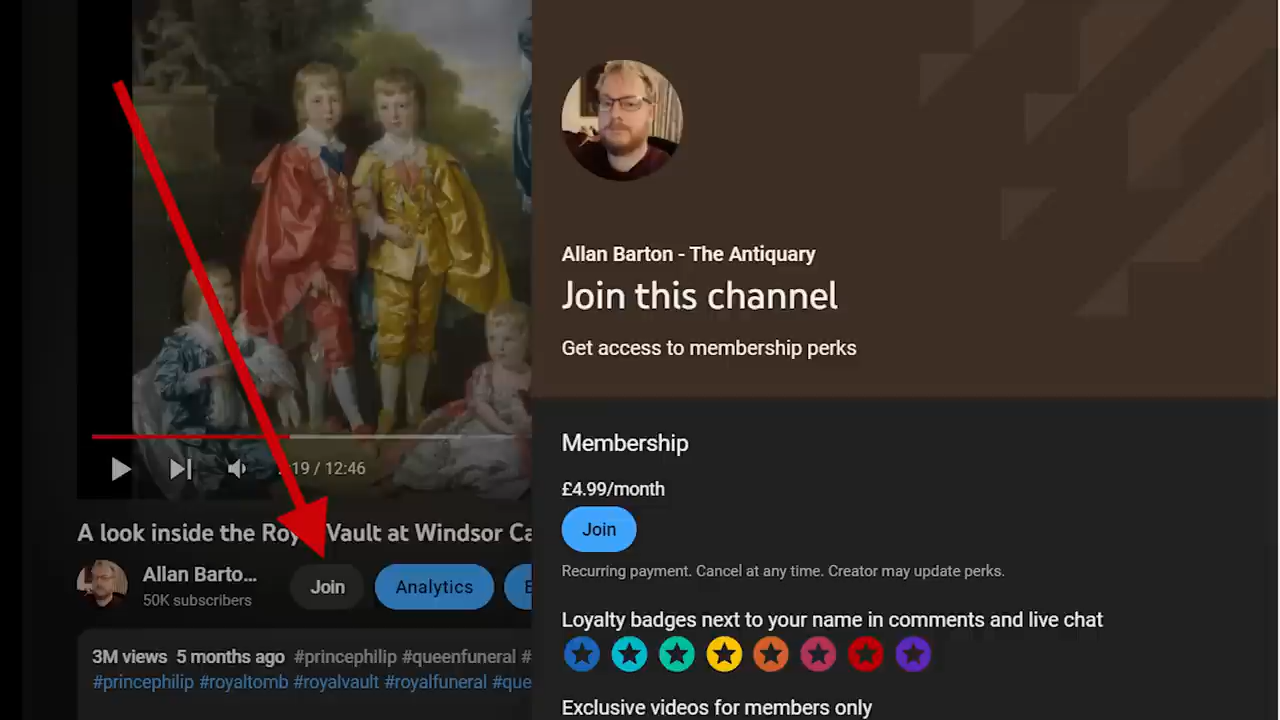 :19 / 12:46
A look inside the Roy Vault at Windsor Ca
Allan Barto...
50K subscribers
Join
Analytics
E
3M views 5 months ago #princephilip #queenfuneral #
#princephilip #royaltomb #royalvault #royalfuneral #que
Allan Barton - The Antiquary
Join this channel
Get access to membership perks
Membership
£4.99/month
Join
Recurring payment. Cancel at any time. Creator may update perks.
Loyalty badges next to your name in comments and live chat
Exclusive videos for members only